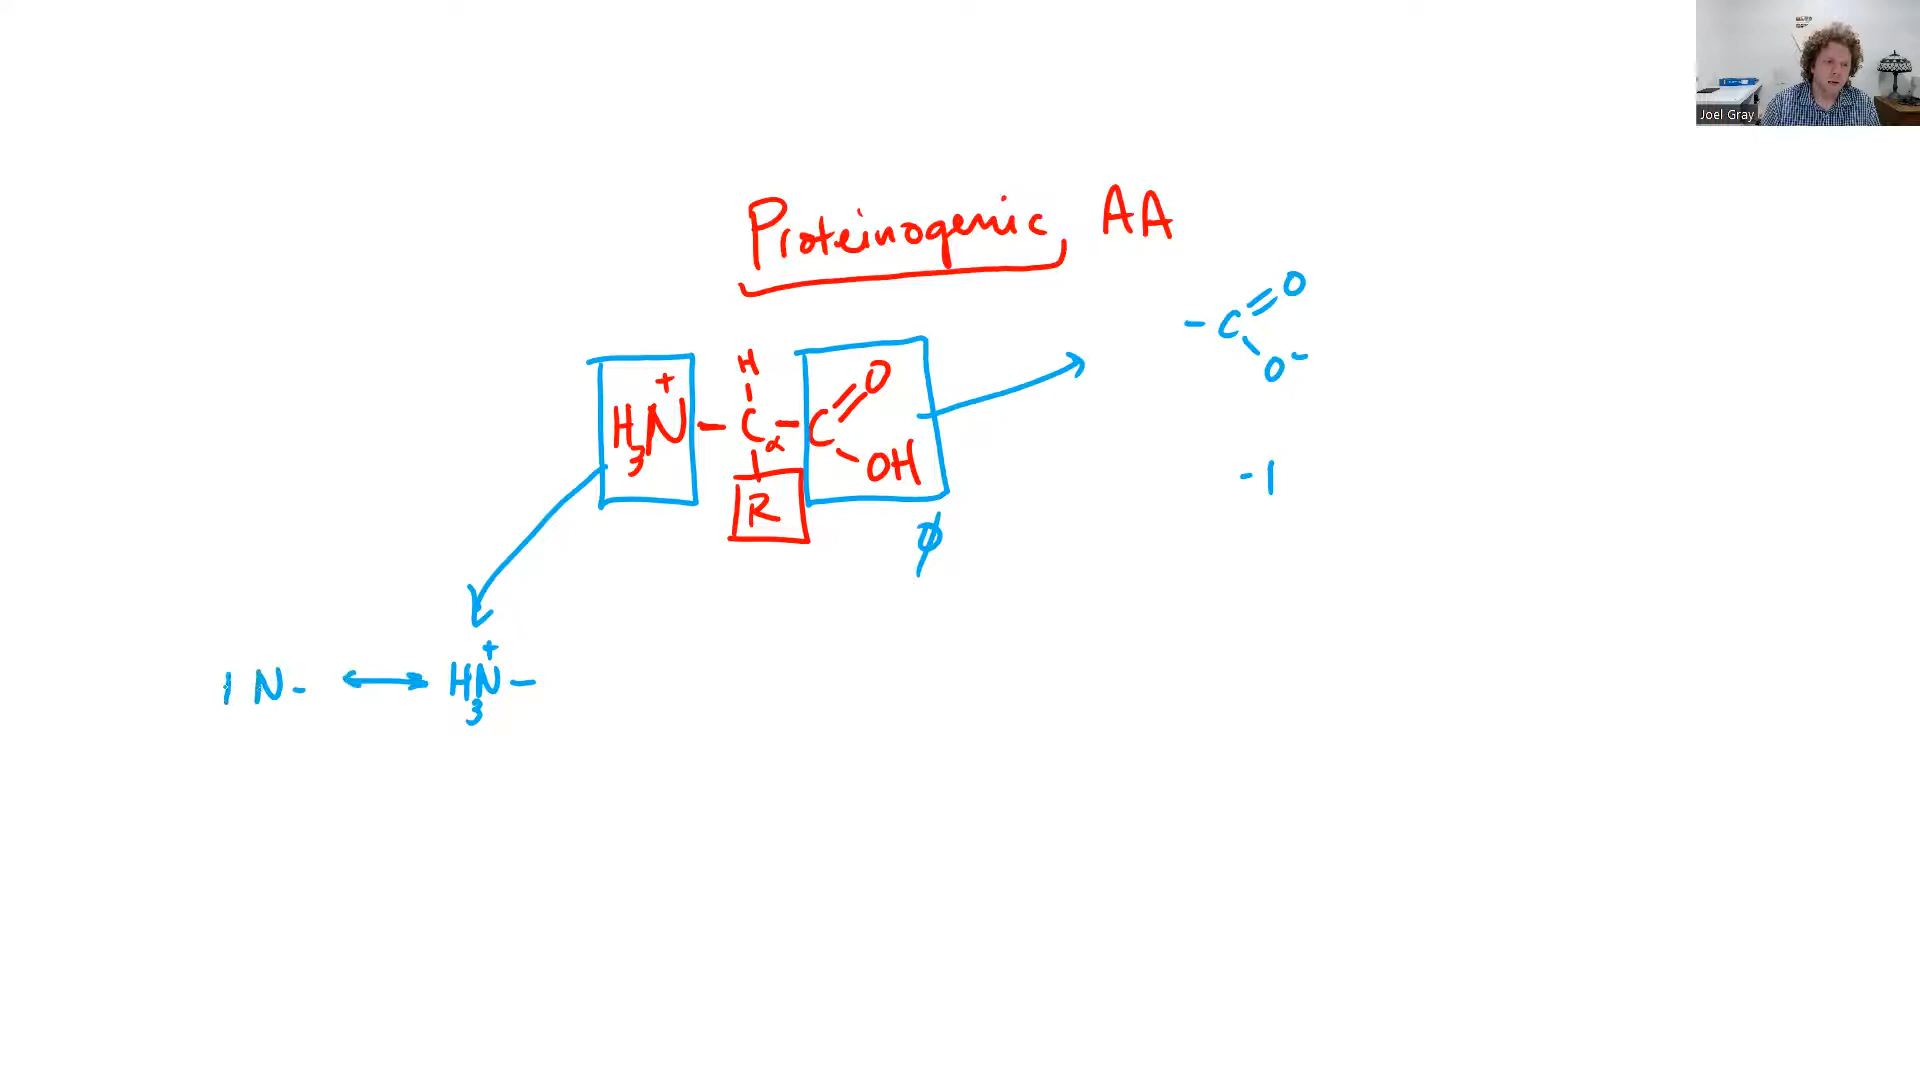 Joel Gray
Proteinogenic AA
- C = O
O-
H
H3N+ - Cα - C = O
OH
R
-1
∅
N- ↔ H3N+ -